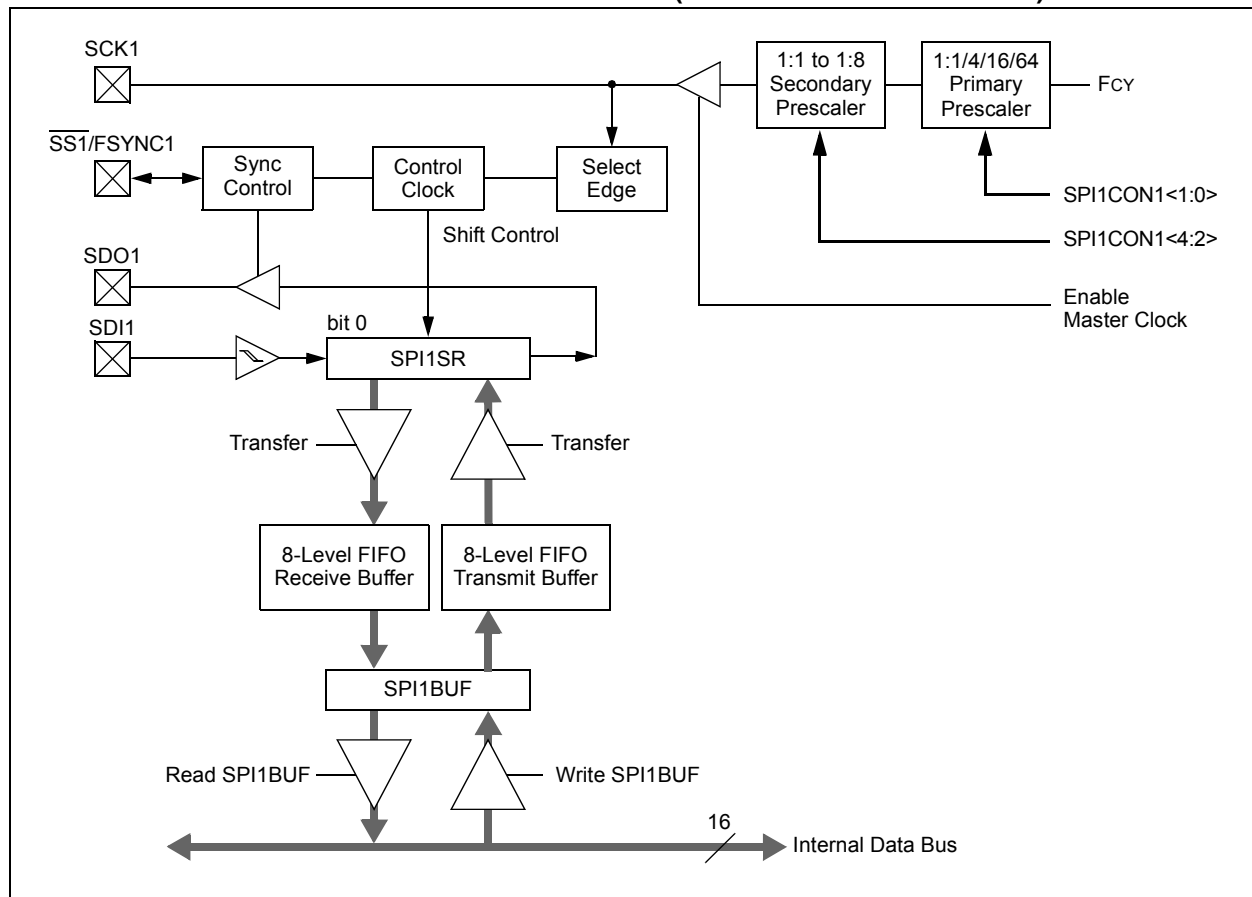 SCK1
1:1 to 1:8
Secondary
Prescaler
1:1/4/16/64
Primary
Prescaler
FCY
SS1/FSYNC1
Sync
Control
Control
Clock
Select
Edge
SPI1CON1<1:0>
Shift Control
SPI1CON1<4:2>
SDO1
Enable
Master Clock
SDI1
bit 0
SPI1SR
Transfer
Transfer
8-Level FIFO
Receive Buffer
8-Level FIFO
Transmit Buffer
SPI1BUF
Read SPI1BUF
Write SPI1BUF
16
Internal Data Bus